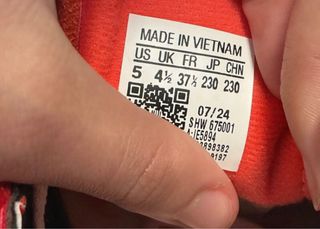 MADE IN VIETNAM
US UK FR JP CHN
5 4½ 37⅓ 230 230
07/24
SHW 675001